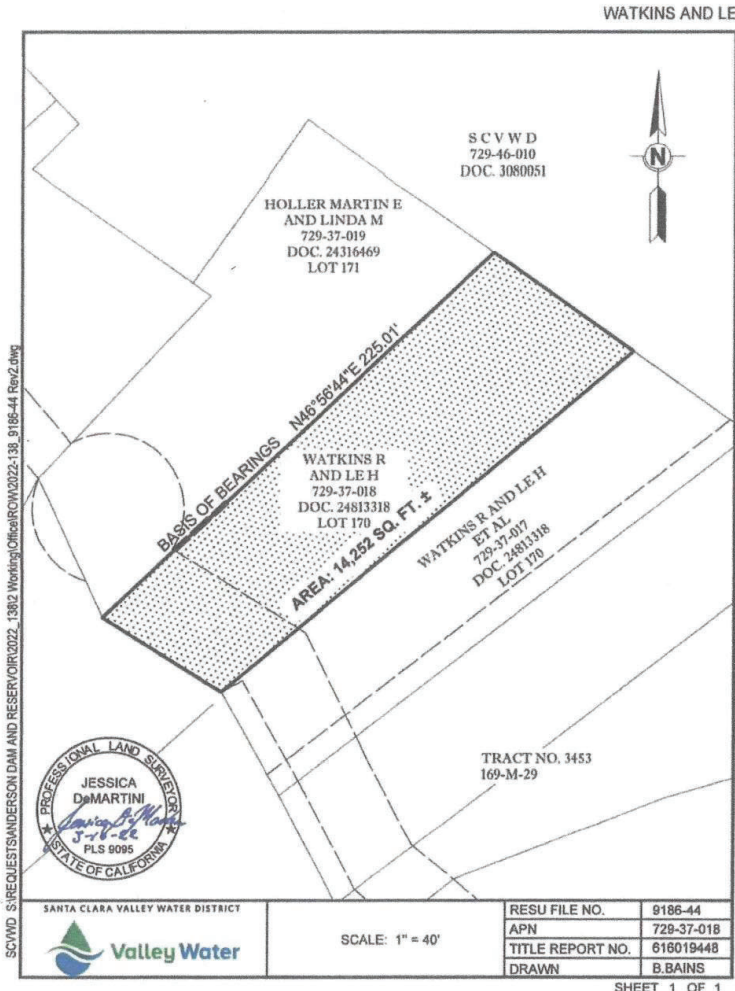 WATKINS AND LE
S C V W D
729-46-010
DOC. 3080051
N
HOLLER MARTIN E
AND LINDA M
729-37-019
DOC. 24316469
LOT 171
BASIS OF BEARINGS N46°56'44"E 225.01'
WATKINS R
AND LE H
729-37-018
DOC. 24813318
LOT 170
AREA: 14,252 SQ. FT. ±
WATKINS R AND LE H
ET AL
729-37-017
DOC. 24813318
LOT 170
TRACT NO. 3453
169-M-29
PROFESSIONAL LAND SURVEYOR
JESSICA
DeMARTINI
PLS 9095
STATE OF CALIFORNIA
SCVWD S:\REQUESTS\ANDERSON DAM AND RESERVOIR\2022_138\2 Working\Office\ROW\2022-138_9186-44 Rev2.dwg
SANTA CLARA VALLEY WATER DISTRICT
Valley Water
SCALE: 1" = 40'
RESU FILE NO. 9186-44
APN 729-37-018
TITLE REPORT NO. 616019448
DRAWN B.BAINS
SHEET 1 OF 1